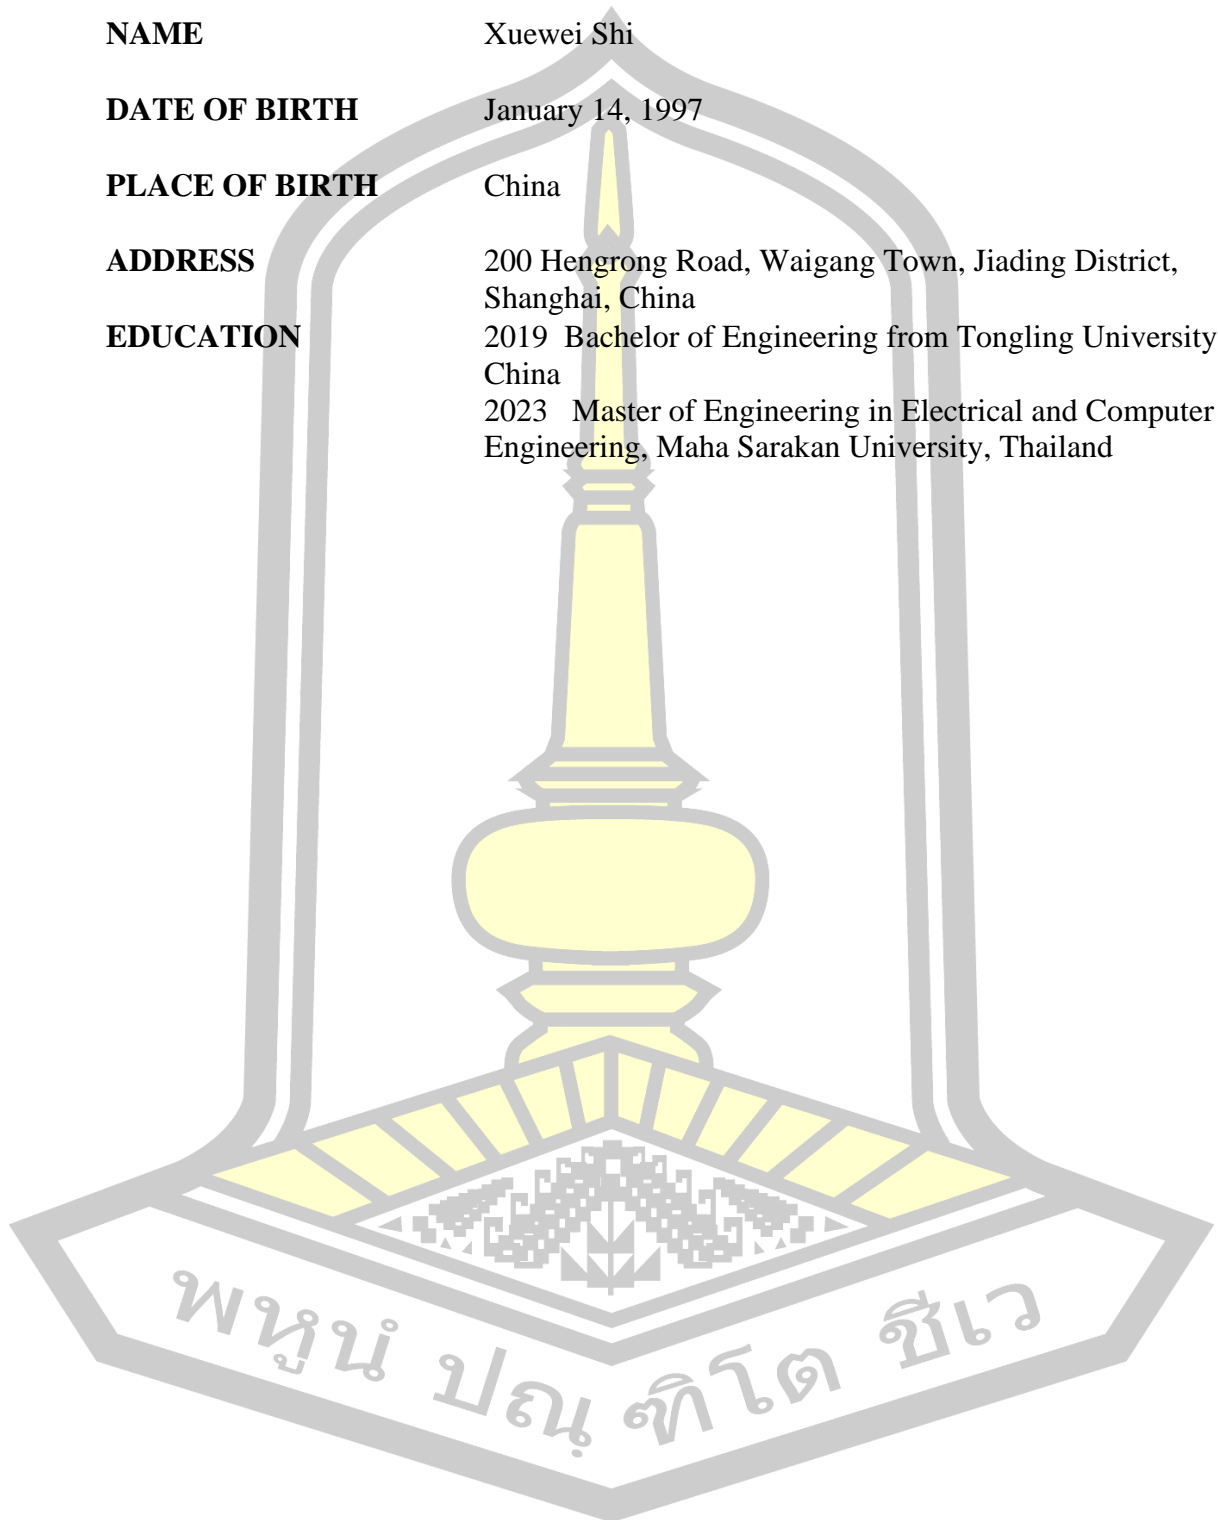 NAME Xuewei Shi
DATE OF BIRTH January 14, 1997
PLACE OF BIRTH China
ADDRESS 200 Hengrong Road, Waigang Town, Jiading District,
Shanghai, China
EDUCATION 2019 Bachelor of Engineering from Tongling University
China
2023 Master of Engineering in Electrical and Computer
Engineering, Maha Sarakan University, Thailand
พหูนํ ปณฺ ฑิโต ชีเว